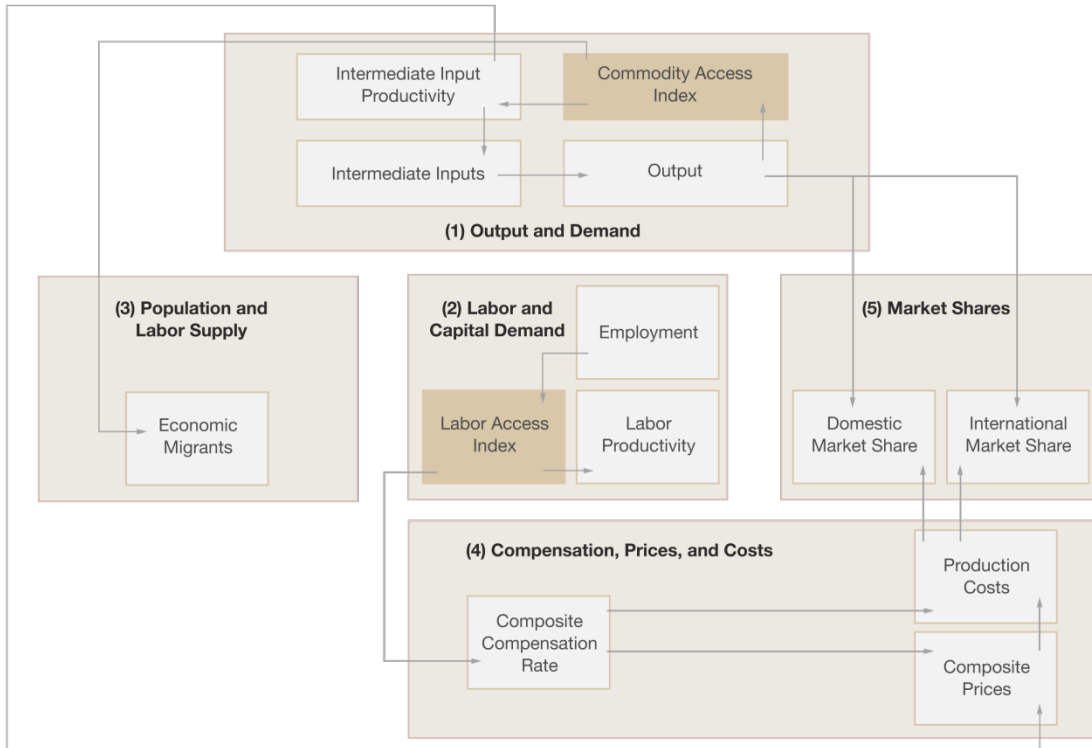 Intermediate Input
Productivity
Commodity Access
Index
Intermediate Inputs
Output
(1) Output and Demand
(3) Population and
Labor Supply
Economic
Migrants
(2) Labor and
Capital Demand
Employment
Labor Access
Index
Labor
Productivity
(5) Market Shares
Domestic
Market Share
International
Market Share
(4) Compensation, Prices, and Costs
Composite
Compensation
Rate
Production
Costs
Composite
Prices